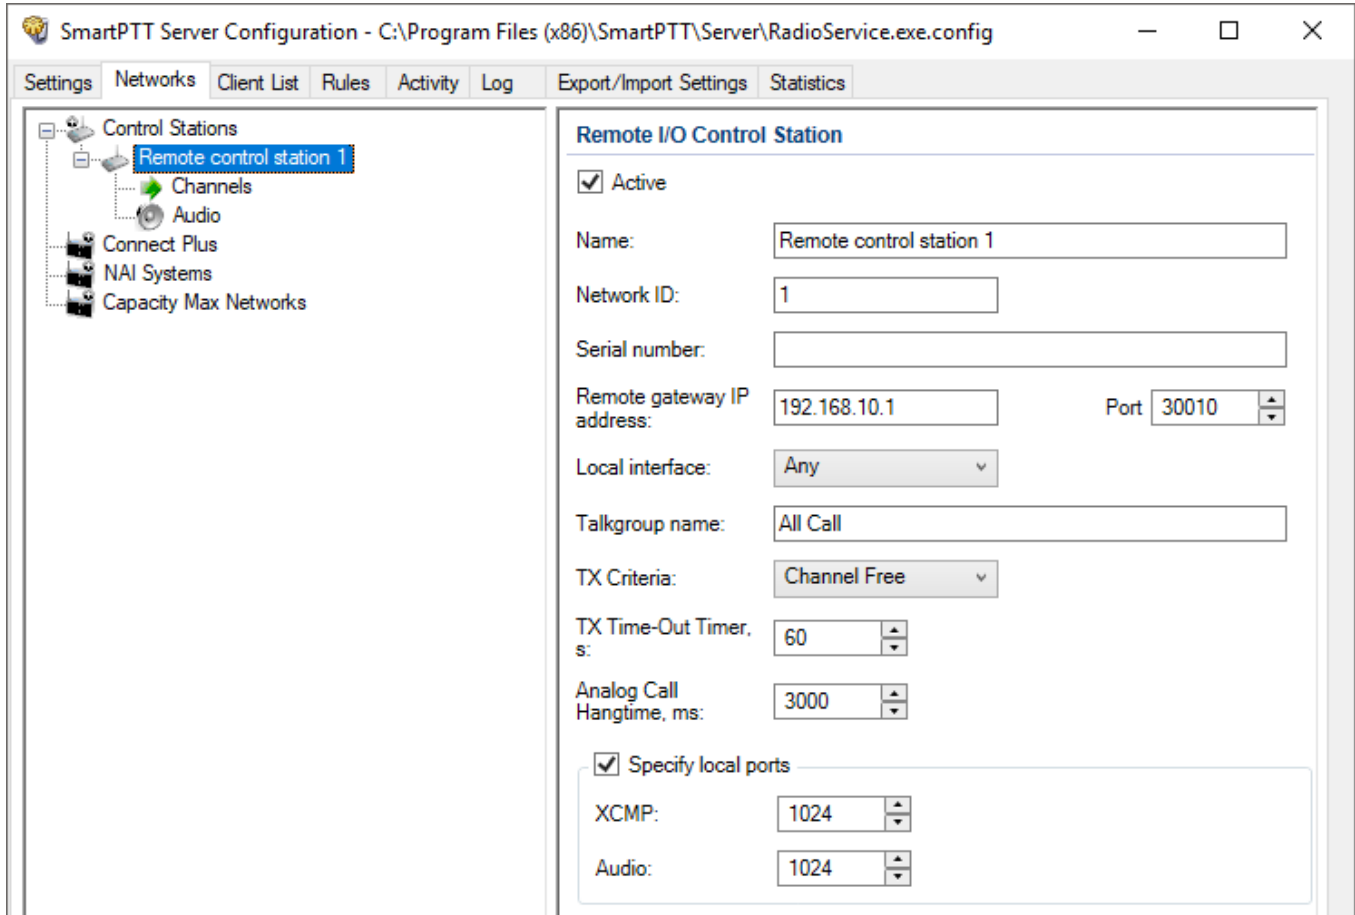 SmartPTT Server Configuration - C:\Program Files (x86)\SmartPTT\Server\RadioService.exe.config
Settings Networks Client List Rules Activity Log Export/Import Settings Statistics
Control Stations
Remote control station 1
Channels
Audio
Connect Plus
NAI Systems
Capacity Max Networks
Remote I/O Control Station
Active
Name: Remote control station 1
Network ID: 1
Serial number:
Remote gateway IP
address: 192.168.10.1 Port 30010
Local interface: Any
Talkgroup name: All Call
TX Criteria: Channel Free
TX Time-Out Timer,
s: 60
Analog Call
Hangtime, ms: 3000
Specify local ports
XCMP: 1024
Audio: 1024